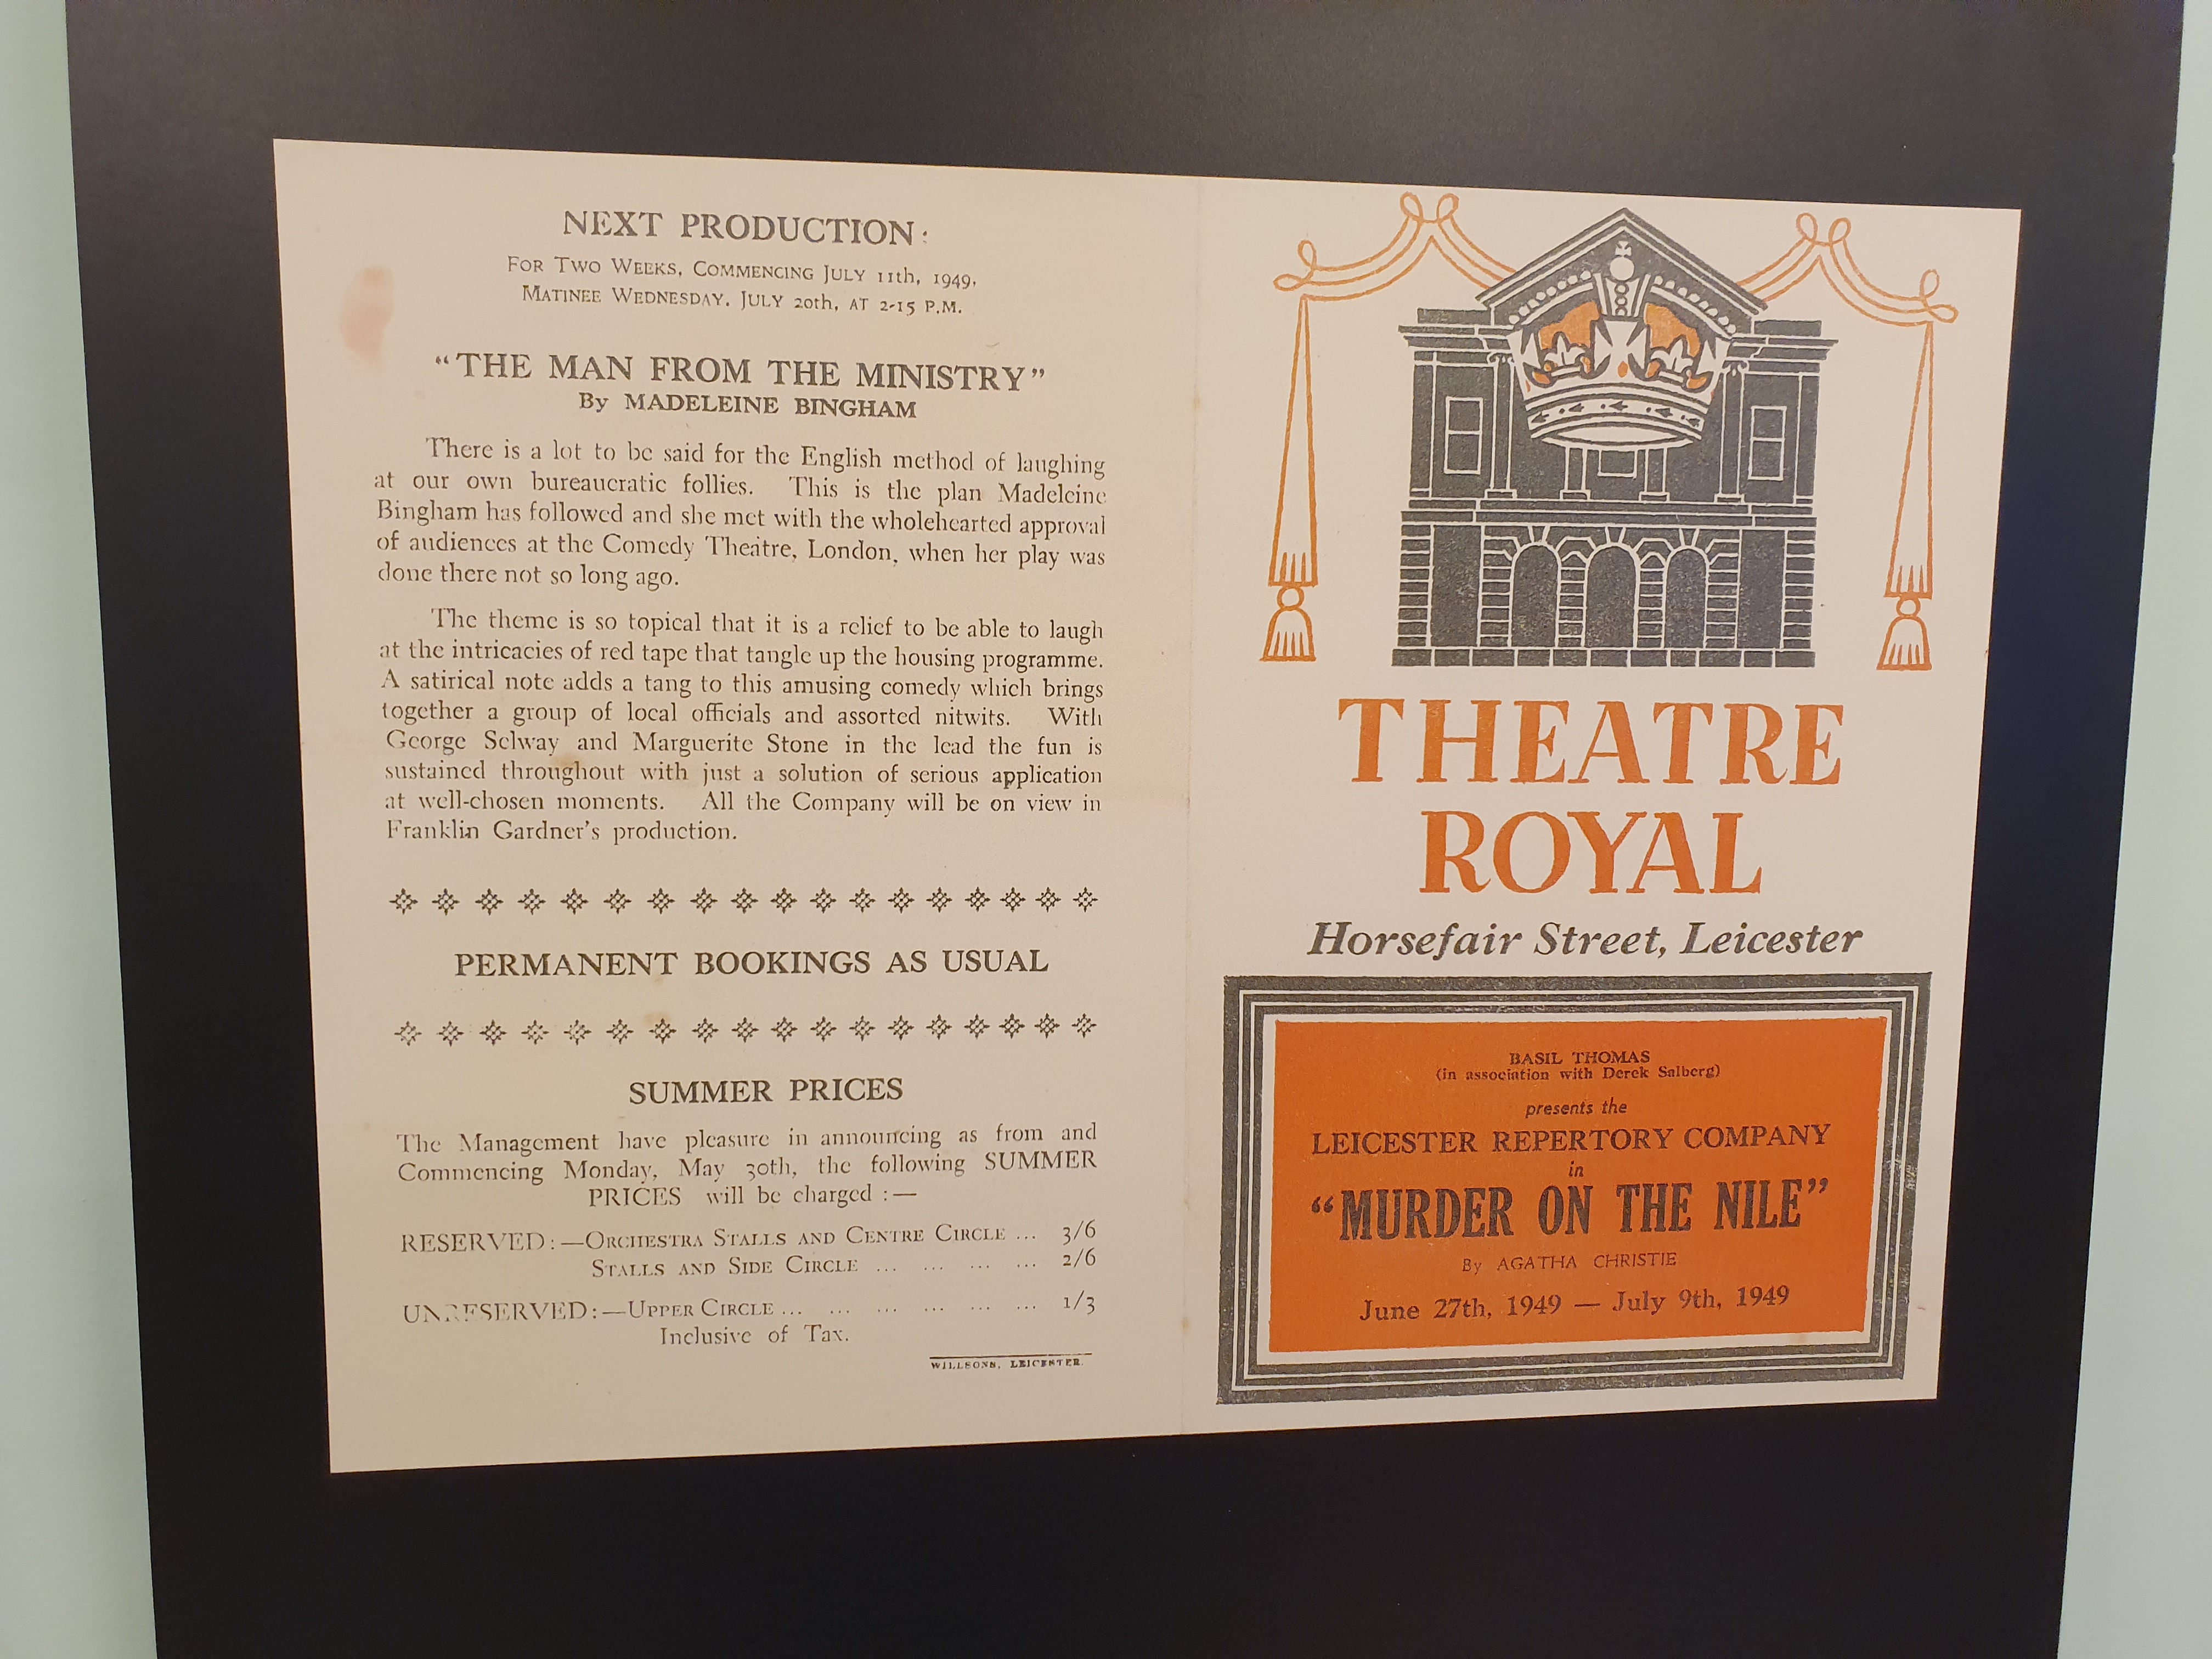 NEXT PRODUCTION:
FOR TWO WEEKS, COMMENCING JULY 11th, 1949,
MATINEE WEDNESDAY, JULY 20th, AT 2-15 P.M.
"THE MAN FROM THE MINISTRY"
By MADELEINE BINGHAM
There is a lot to be said for the English method of laughing
at our own bureaucratic follies. This is the plan Madeleine
Bingham has followed and she met with the wholehearted approval
of audiences at the Comedy Theatre, London, when her play was
done there not so long ago.
The theme is so topical that it is a relief to be able to laugh
at the intricacies of red tape that tangle up the housing programme.
A satirical note adds a tang to this amusing comedy which brings
together a group of local officials and assorted nitwits. With
George Selway and Marguerite Stone in the lead the fun is
sustained throughout with just a solution of serious application
at well-chosen moments. All the Company will be on view in
Franklin Gardner's production.
PERMANENT BOOKINGS AS USUAL
SUMMER PRICES
The Management have pleasure in announcing as from and
Commencing Monday, May 30th, the following SUMMER
PRICES will be charged :—
RESERVED:—ORCHESTRA STALLS AND CENTRE CIRCLE ... 3/6
STALLS AND SIDE CIRCLE ... ... ... ... 2/6
UNRESERVED:—UPPER CIRCLE ... ... ... ... ... ... 1/3
Inclusive of Tax.
WILLSONS, LEICESTER.
THEATRE
ROYAL
Horsefair Street, Leicester
BASIL THOMAS
(in association with Derek Salberg)
presents the
LEICESTER REPERTORY COMPANY
in
"MURDER ON THE NILE"
By AGATHA CHRISTIE
June 27th, 1949 — July 9th, 1949